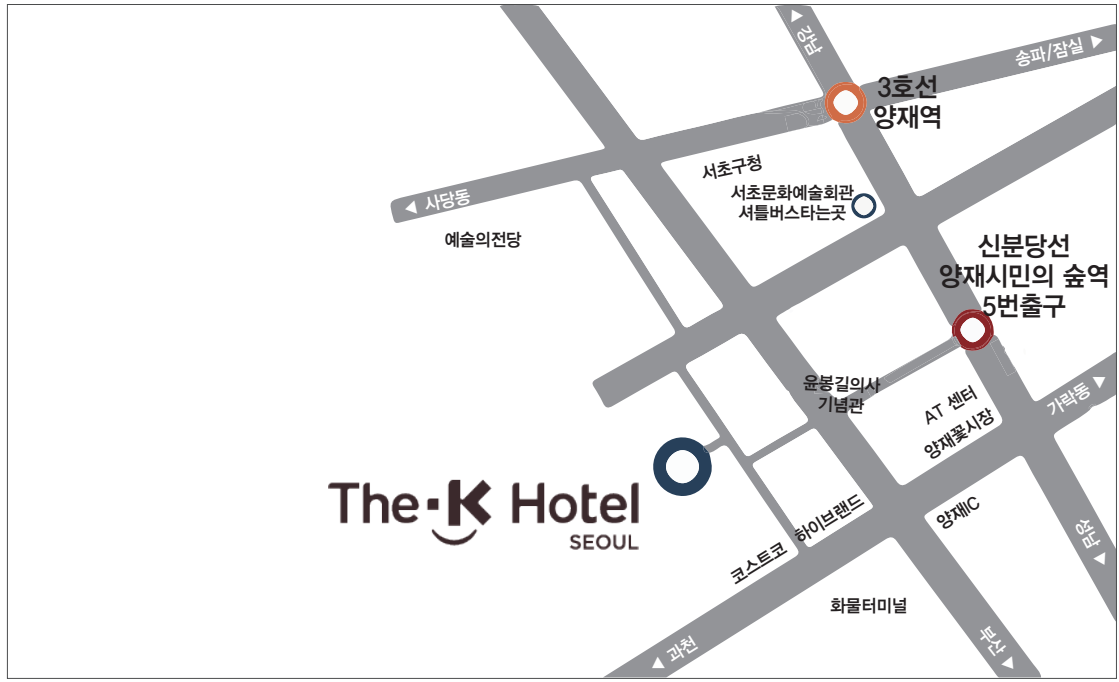 강남
송파/잠실
3호선
양재역
서초구청
서초문화예술회관
셔틀버스타는곳
사당동
예술의전당
신분당선
양재시민의 숲역
5번출구
윤봉길의사
기념관
AT 센터
양재꽃시장
가락동
The·K Hotel
SEOUL
하이브랜드
코스트코
양재IC
성남
화물터미널
과천
부산